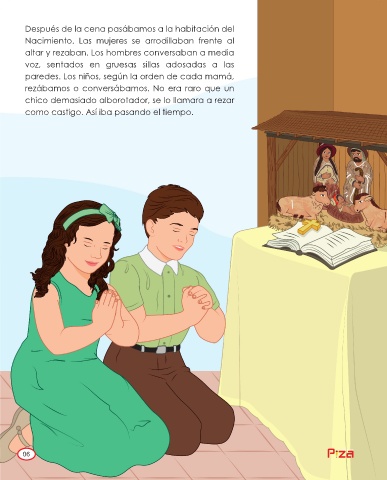 Después de la cena pasábamos a la habitación del
Nacimiento. Las mujeres se arrodillaban frente al
altar y rezaban. Los hombres conversaban a media
voz, sentados en gruesas sillas adosadas a las
paredes. Los niños, según la orden de cada mamá,
rezábamos o conversábamos. No era raro que un
chico demasiado alborotador, se lo llamara a rezar
como castigo. Así iba pasando el tiempo.
06
Piza